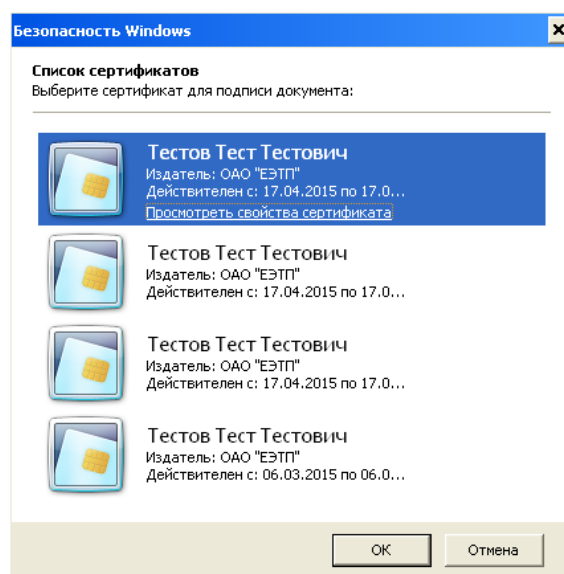 Безопасность Windows
Список сертификатов
Выберите сертификат для подписи документа:
Тестов Тест Тестович
Издатель: ОАО "ЕЭТП"
Действителен с: 17.04.2015 по 17.0...
Просмотреть свойства сертификата
Тестов Тест Тестович
Издатель: ОАО "ЕЭТП"
Действителен с: 17.04.2015 по 17.0...
Тестов Тест Тестович
Издатель: ОАО "ЕЭТП"
Действителен с: 17.04.2015 по 17.0...
Тестов Тест Тестович
Издатель: ОАО "ЕЭТП"
Действителен с: 06.03.2015 по 06.0...
ОК Отмена